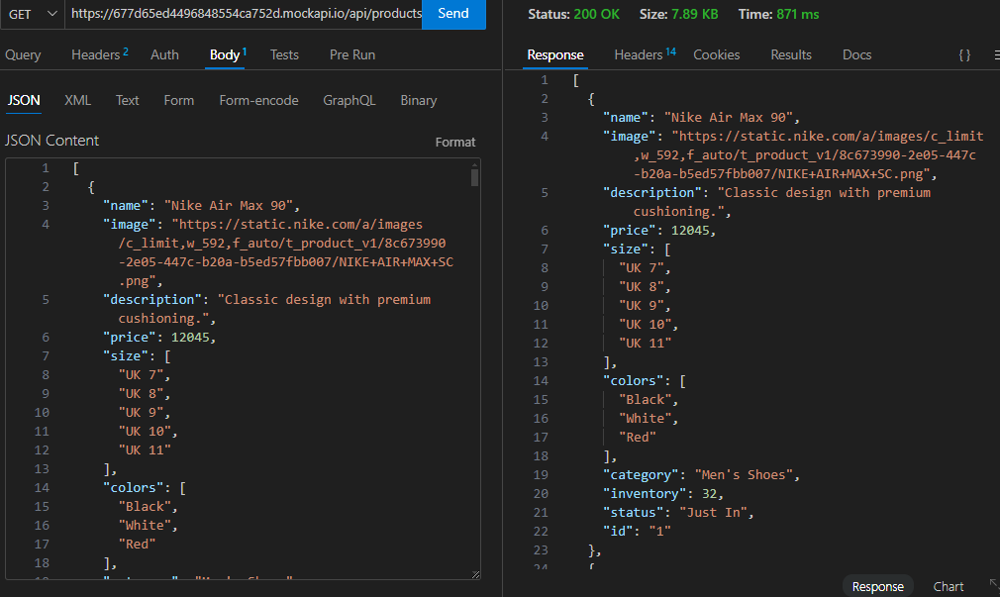 GET https://677d65ed4496848554ca752d.mockapi.io/api/products Send
Query Headers 2 Auth Body 1 Tests Pre Run
JSON XML Text Form Form-encode GraphQL Binary
JSON Content Format
1 [
2 {
3 "name": "Nike Air Max 90",
4 "image": "https://static.nike.com/a/images
/c_limit,w_592,f_auto/t_product_v1/8c673990
-2e05-447c-b20a-b5ed57fbb007/NIKE+AIR+MAX+SC
.png",
5 "description": "Classic design with premium
cushioning.",
6 "price": 12045,
7 "size": [
8 "UK 7",
9 "UK 8",
10 "UK 9",
11 "UK 10",
12 "UK 11"
13 ],
14 "colors": [
15 "Black",
16 "White",
17 "Red"
18 ],
Status: 200 OK Size: 7.89 KB Time: 871 ms
Response Headers 14 Cookies Results Docs { }
1 [
2 {
3 "name": "Nike Air Max 90",
4 "image": "https://static.nike.com/a/images/c_limit
,w_592,f_auto/t_product_v1/8c673990-2e05-447c
-b20a-b5ed57fbb007/NIKE+AIR+MAX+SC.png",
5 "description": "Classic design with premium
cushioning.",
6 "price": 12045,
7 "size": [
8 "UK 7",
9 "UK 8",
10 "UK 9",
11 "UK 10",
12 "UK 11"
13 ],
14 "colors": [
15 "Black",
16 "White",
17 "Red"
18 ],
19 "category": "Men's Shoes",
20 "inventory": 32,
21 "status": "Just In",
22 "id": "1"
23 },
24 {
Response Chart